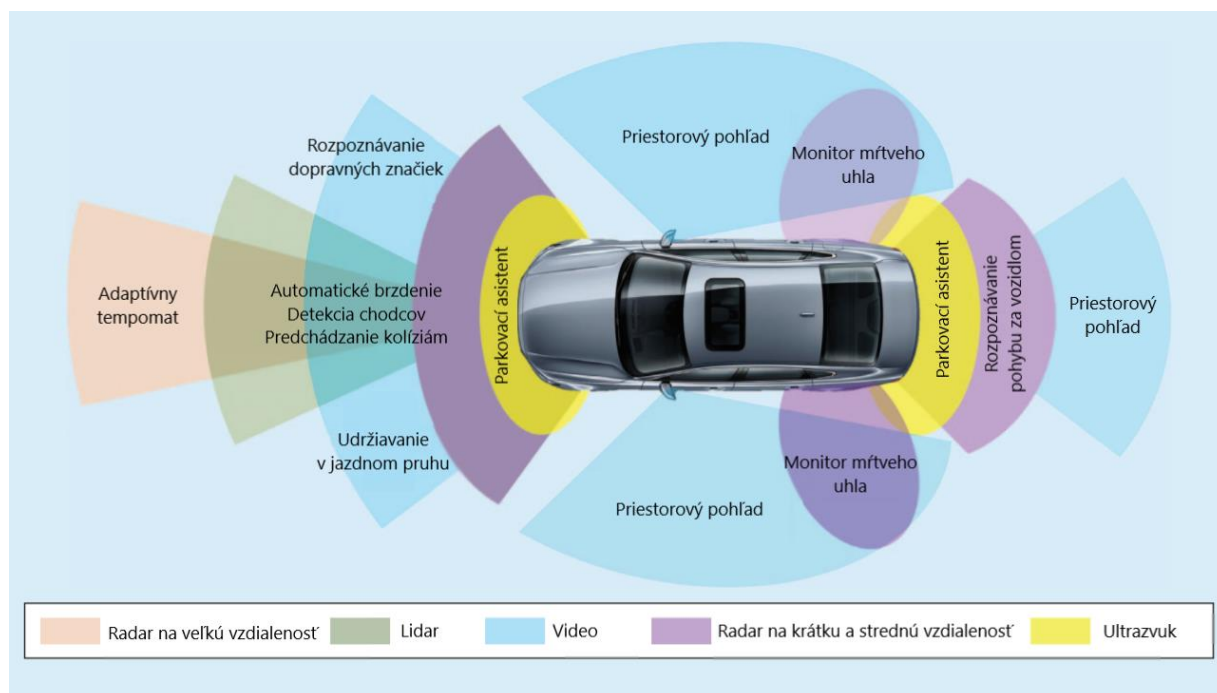 Rozpoznávanie
dopravných značiek
Priestorový pohľad
Monitor mŕtveho
uhla
Adaptívny
tempomat
Automatické brzdenie
Detekcia chodcov
Predchádzanie kolíziám
Parkovací asistent
Parkovací asistent
Rozpoznávanie
pohybu za vozidlom
Priestorový
pohľad
Udržiavanie
v jazdnom pruhu
Monitor mŕtveho
uhla
Priestorový pohľad
Radar na veľkú vzdialenosť
Lidar
Video
Radar na krátku a strednú vzdialenosť
Ultrazvuk